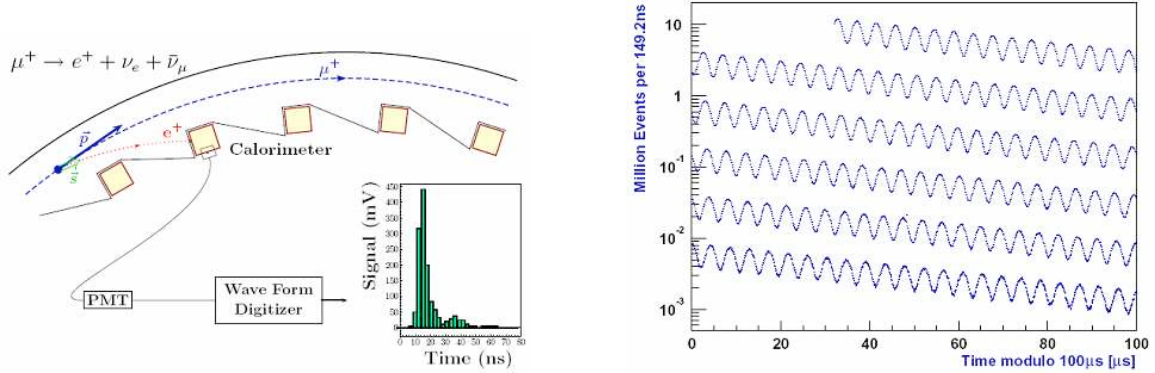 μ⁺ → e⁺ + νₑ + ν̄_μ
μ⁺
p⃗
e⁺
s⃗
Calorimeter
PMT
Wave Form
Digitizer
Signal (mV)
450
400
350
300
250
200
150
100
50
0
0 10 20 30 40 50 60 70 80
Time (ns)
Million Events per 149.2ns
10
1
10⁻¹
10⁻²
10⁻³
0 20 40 60 80 100
Time modulo 100μs [μs]